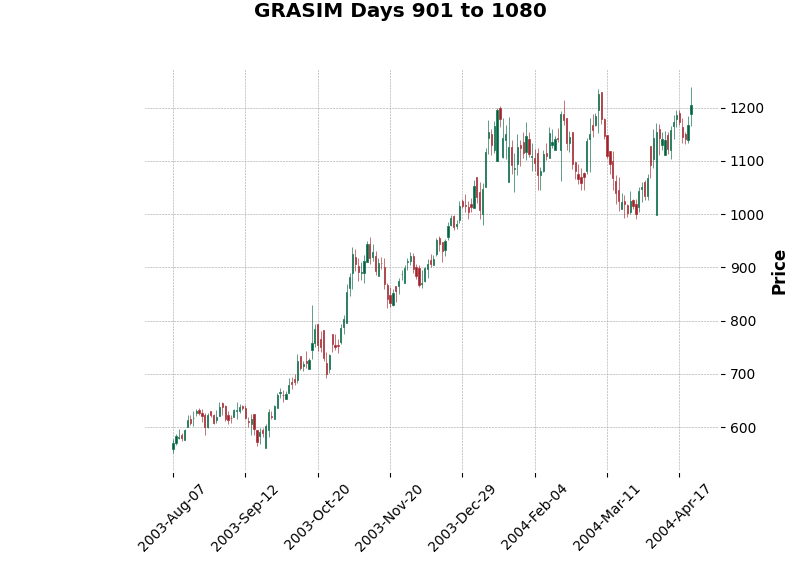 GRASIM Days 901 to 1080
1200
1100
1000
900
800
700
600
Price
2003-Aug-07
2003-Sep-12
2003-Oct-20
2003-Nov-20
2003-Dec-29
2004-Feb-04
2004-Mar-11
2004-Apr-17